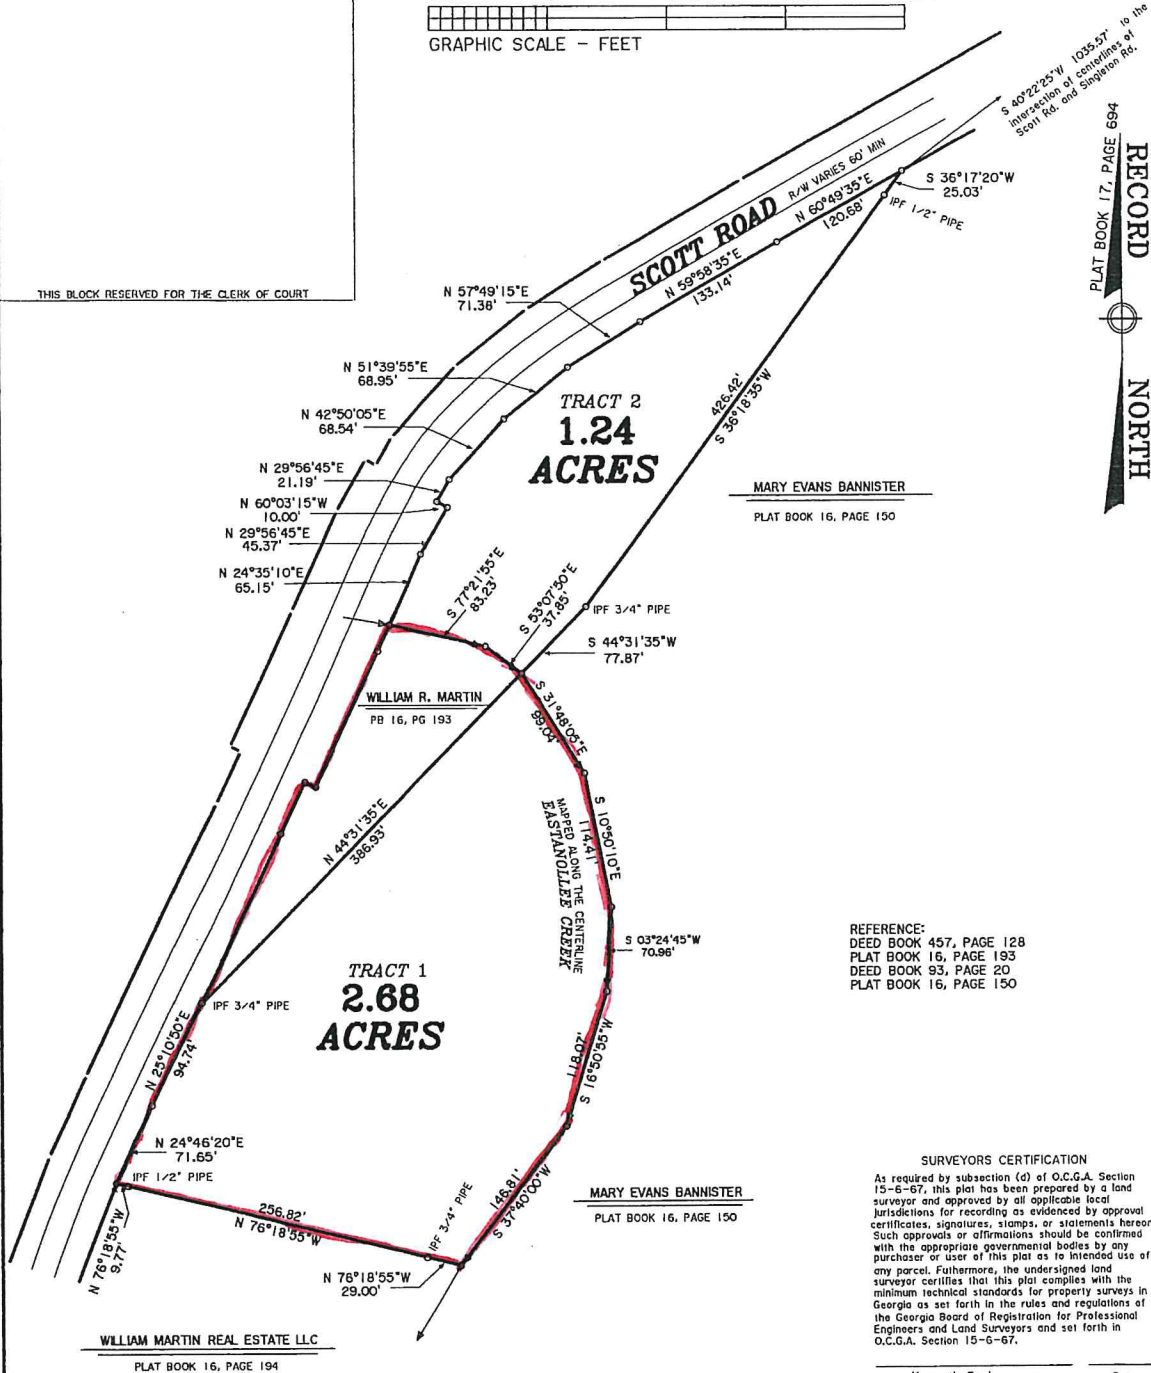 GRAPHIC SCALE - FEET
S 40°22'25"W 1035.57' to the
intersection of centerlines of
Scott Rd. and Singleton Rd.
RECORD
PLAT BOOK 17, PAGE 694
NORTH
THIS BLOCK RESERVED FOR THE CLERK OF COURT
SCOTT ROAD
R/W VARIES 60' MIN
N 60°49'35"E
120.68'
S 36°17'20"W
25.03'
IPF 1/2" PIPE
N 59°58'35"E
133.14'
N 57°49'15"E
71.38'
N 51°39'55"E
68.95'
N 42°50'05"E
68.54'
N 29°56'45"E
21.19'
N 60°03'15"W
10.00'
N 29°56'45"E
45.37'
N 24°35'10"E
65.15'
TRACT 2
1.24
ACRES
426.42'
S 36°18'35"W
MARY EVANS BANNISTER
PLAT BOOK 16, PAGE 150
S 77°21'55"E
83.23'
S 53°07'50"E
37.85'
IPF 3/4" PIPE
S 44°31'35"W
77.87'
WILLIAM R. MARTIN
PB 16, PG 193
S 31°48'05"E
99.04'
N 44°31'35"E
386.93'
S 10°50'10"E
114.41'
MAPPED ALONG THE CENTERLINE
EASTANOLLEE CREEK
S 03°24'45"W
70.96'
REFERENCE:
DEED BOOK 457, PAGE 128
PLAT BOOK 16, PAGE 193
DEED BOOK 93, PAGE 20
PLAT BOOK 16, PAGE 150
TRACT 1
2.68
ACRES
IPF 3/4" PIPE
N 25°10'50"E
94.74'
118.07'
S 16°50'55"W
N 24°46'20"E
71.65'
IPF 1/2" PIPE
256.82'
N 76°18'55"W
N 76°18'55"W
9.77'
IPF 3/4" PIPE
146.81'
S 37°40'00"W
N 76°18'55"W
29.00'
MARY EVANS BANNISTER
PLAT BOOK 16, PAGE 150
WILLIAM MARTIN REAL ESTATE LLC
PLAT BOOK 16, PAGE 194
SURVEYORS CERTIFICATION
As required by subsection (d) of O.C.G.A. Section
15-6-67, this plat has been prepared by a land
surveyor and approved by all applicable local
jurisdictions for recording as evidenced by approval
certificates, signatures, stamps, or statements hereon
Such approvals or affirmations should be confirmed
with the appropriate governmental bodies by any
purchaser or user of this plat as to intended use of
any parcel. Futhermore, the undersigned land
surveyor certifies that this plat complies with the
minimum technical standards for property surveys in
Georgia as set forth in the rules and regulations of
the Georgia Board of Registration for Professional
Engineers and Land Surveyors and set forth in
O.C.G.A. Section 15-6-67.